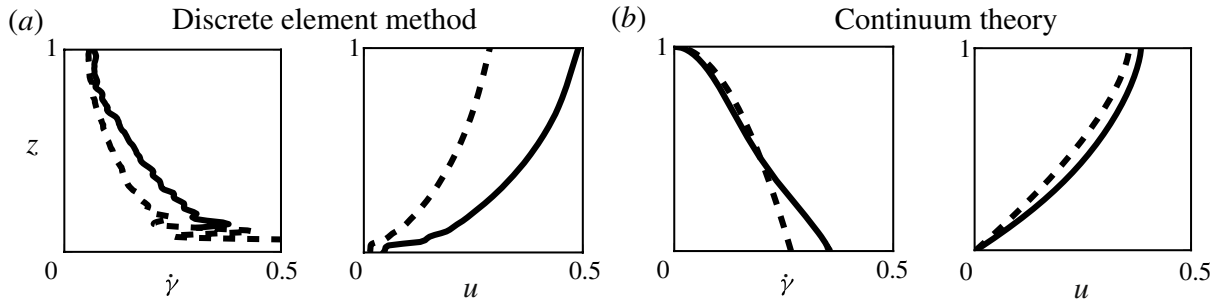 (a) Discrete element method
(b) Continuum theory
1
z
0 0.5
γ̇
1
0 0.5
u
1
0 0.5
γ̇
1
0 0.5
u